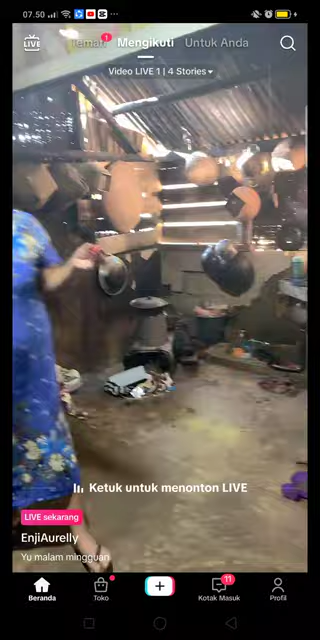 07.50
LIVE
Teman 1
Mengikuti
Untuk Anda
Video LIVE 1 | 4 Stories
Ketuk untuk menonton LIVE
LIVE sekarang
EnjiAurelly
Yu malam mingguan
Beranda
Toko
11
Kotak Masuk
Profil